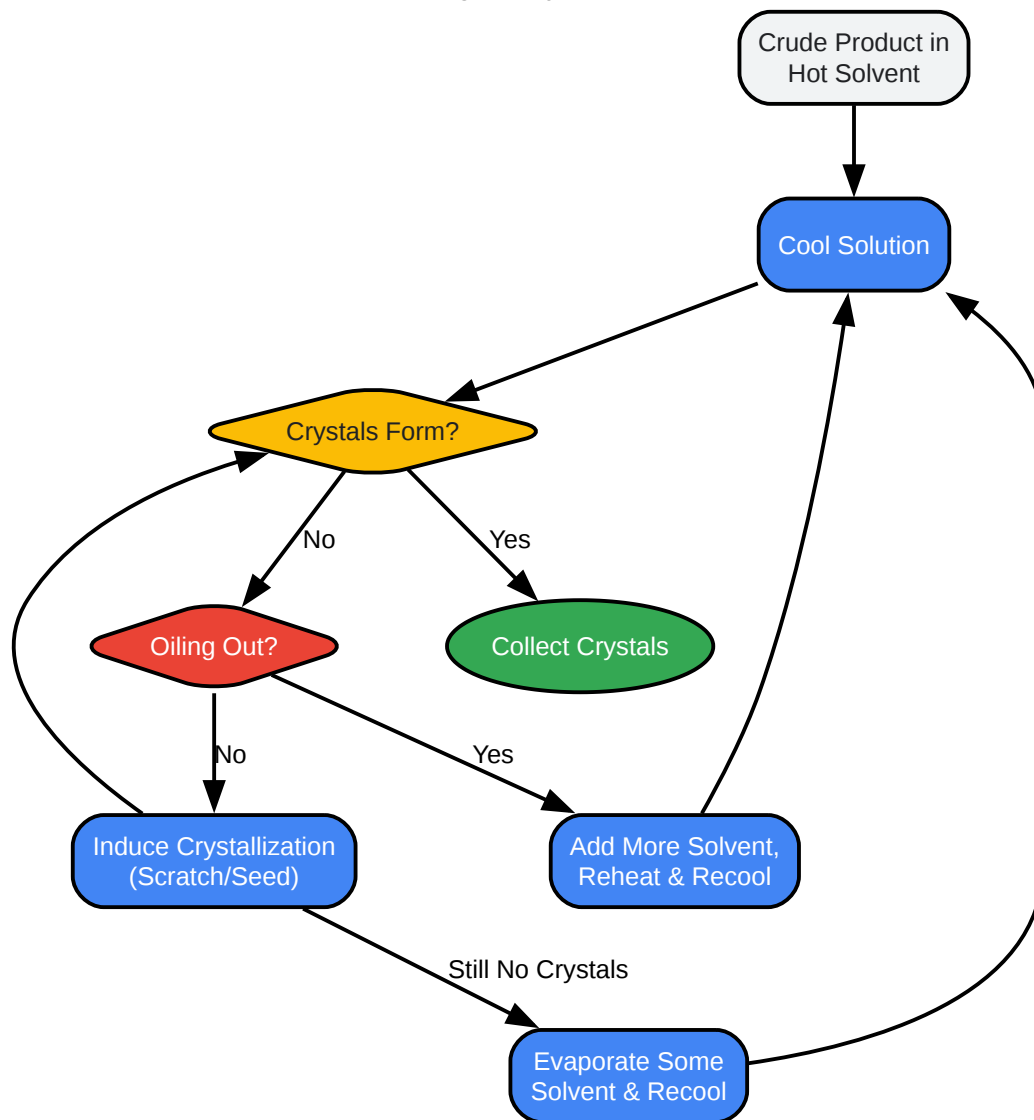 Crude Product in
Hot Solvent
Cool Solution
Crystals Form?
No
Yes
Oiling Out?
Collect Crystals
No
Yes
Induce Crystallization
(Scratch/Seed)
Add More Solvent,
Reheat & Recool
Still No Crystals
Evaporate Some
Solvent & Recool